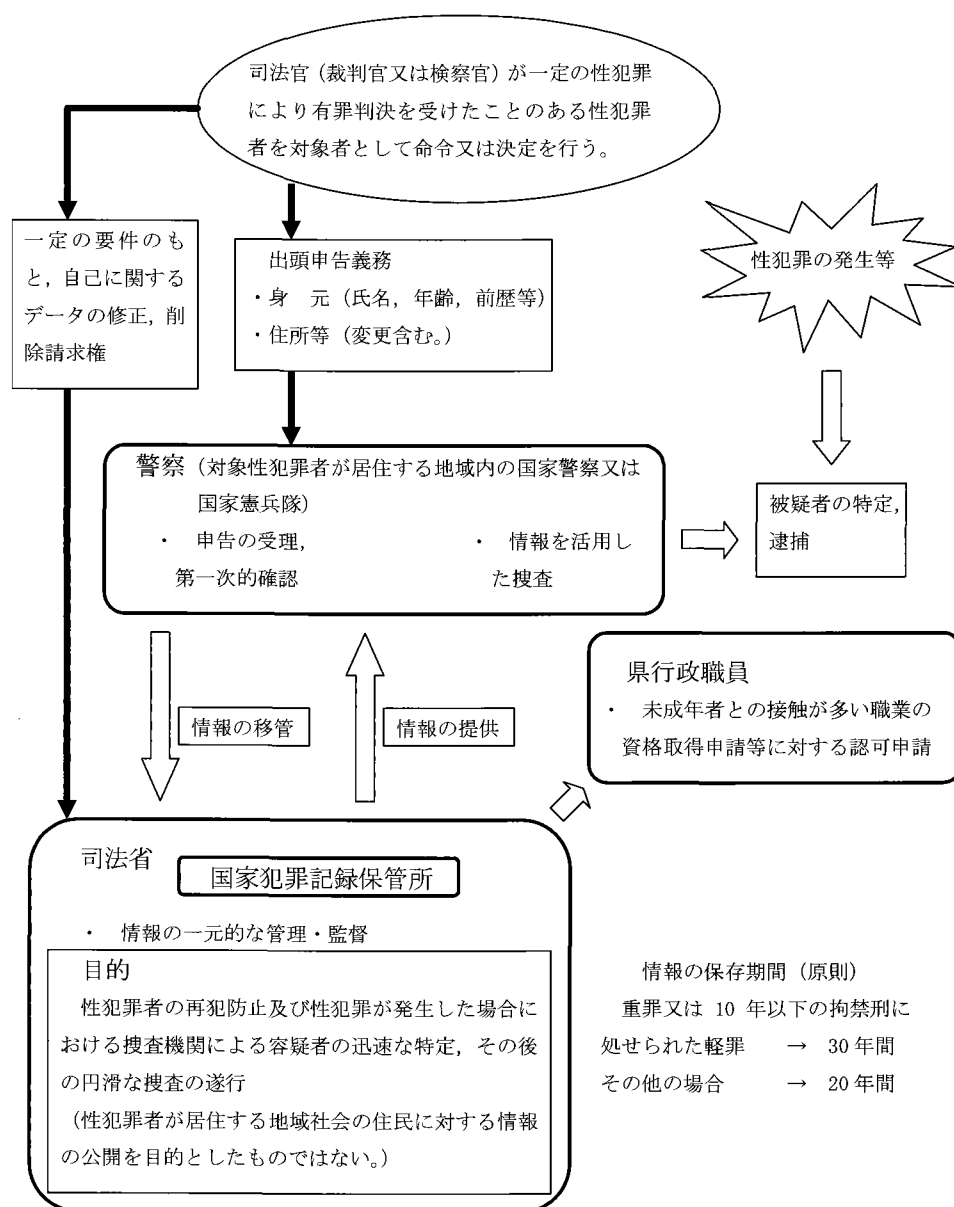 司法官（裁判官又は検察官）が一定の性犯罪
により有罪判決を受けたことのある性犯罪
者を対象者として命令又は決定を行う。
一定の要件のも
と，自己に関する
データの修正，削
除請求権
出頭申告義務
・身　元（氏名，年齢，前歴等）
・住所等（変更含む。）
性犯罪の発生等
警察（対象性犯罪者が居住する地域内の国家警察又は
国家憲兵隊）
・　申告の受理，
第一次的確認
・　情報を活用し
た捜査
被疑者の特定，
逮捕
県行政職員
・　未成年者との接触が多い職業の
資格取得申請等に対する認可申請
情報の移管
情報の提供
司法省
国家犯罪記録保管所
・　情報の一元的な管理・監督
目的
性犯罪者の再犯防止及び性犯罪が発生した場合に
おける捜査機関による容疑者の迅速な特定，その後
の円滑な捜査の遂行
（性犯罪者が居住する地域社会の住民に対する情報
の公開を目的としたものではない。）
情報の保存期間（原則）
重罪又は 10 年以下の拘禁刑に
処せられた軽罪　→　30 年間
その他の場合　→　20 年間